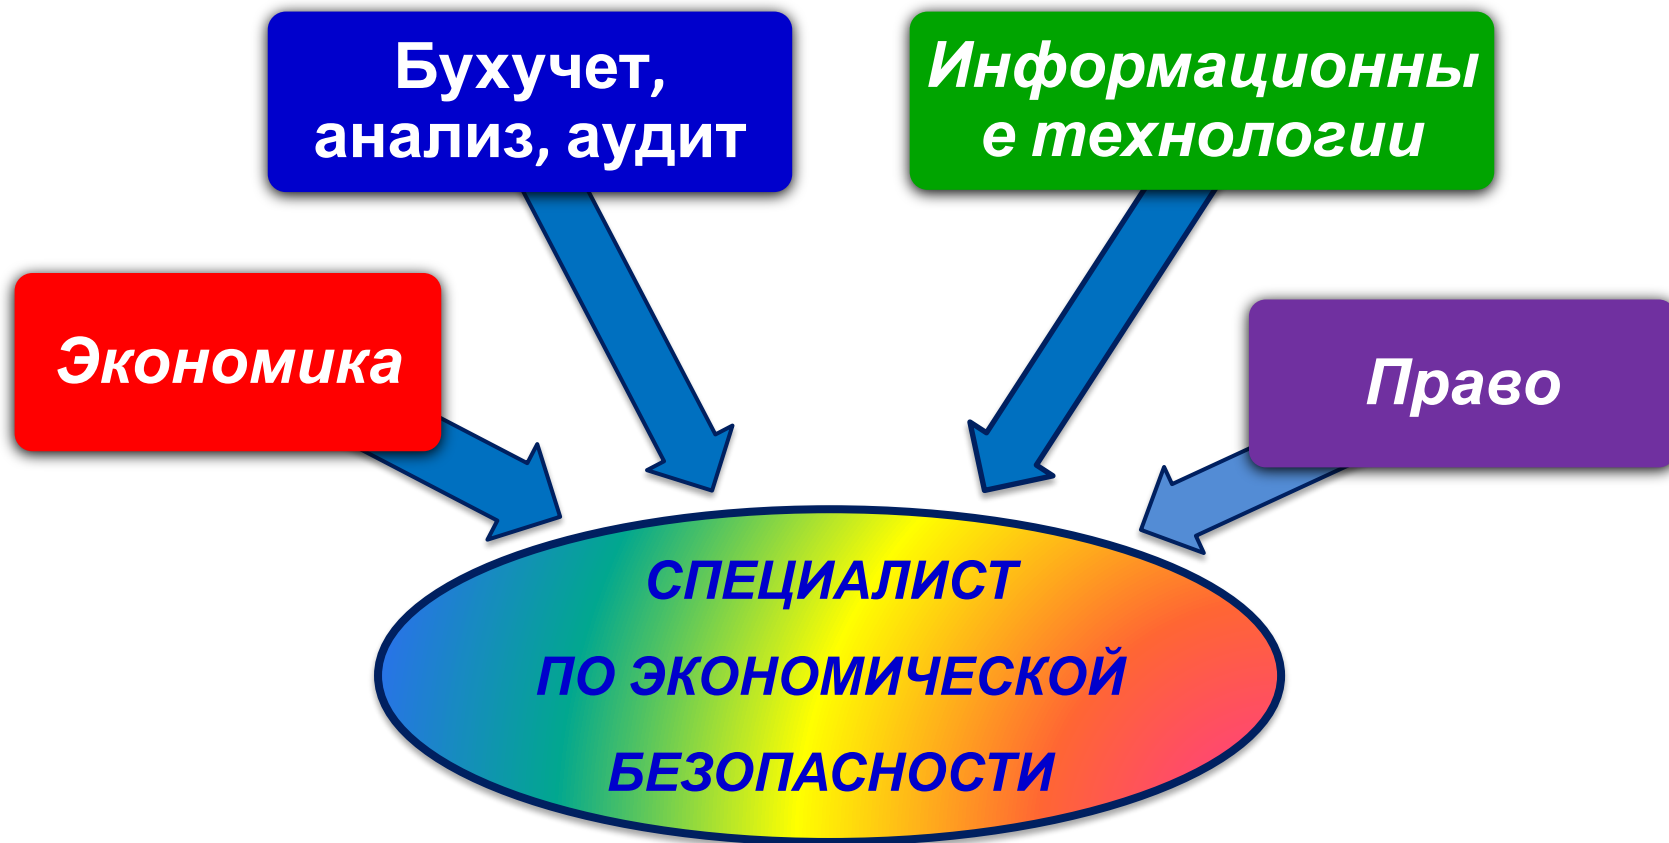 Бухучет,
анализ, аудит
Информационны
е технологии
Экономика
Право
СПЕЦИАЛИСТ
ПО ЭКОНОМИЧЕСКОЙ
БЕЗОПАСНОСТИ